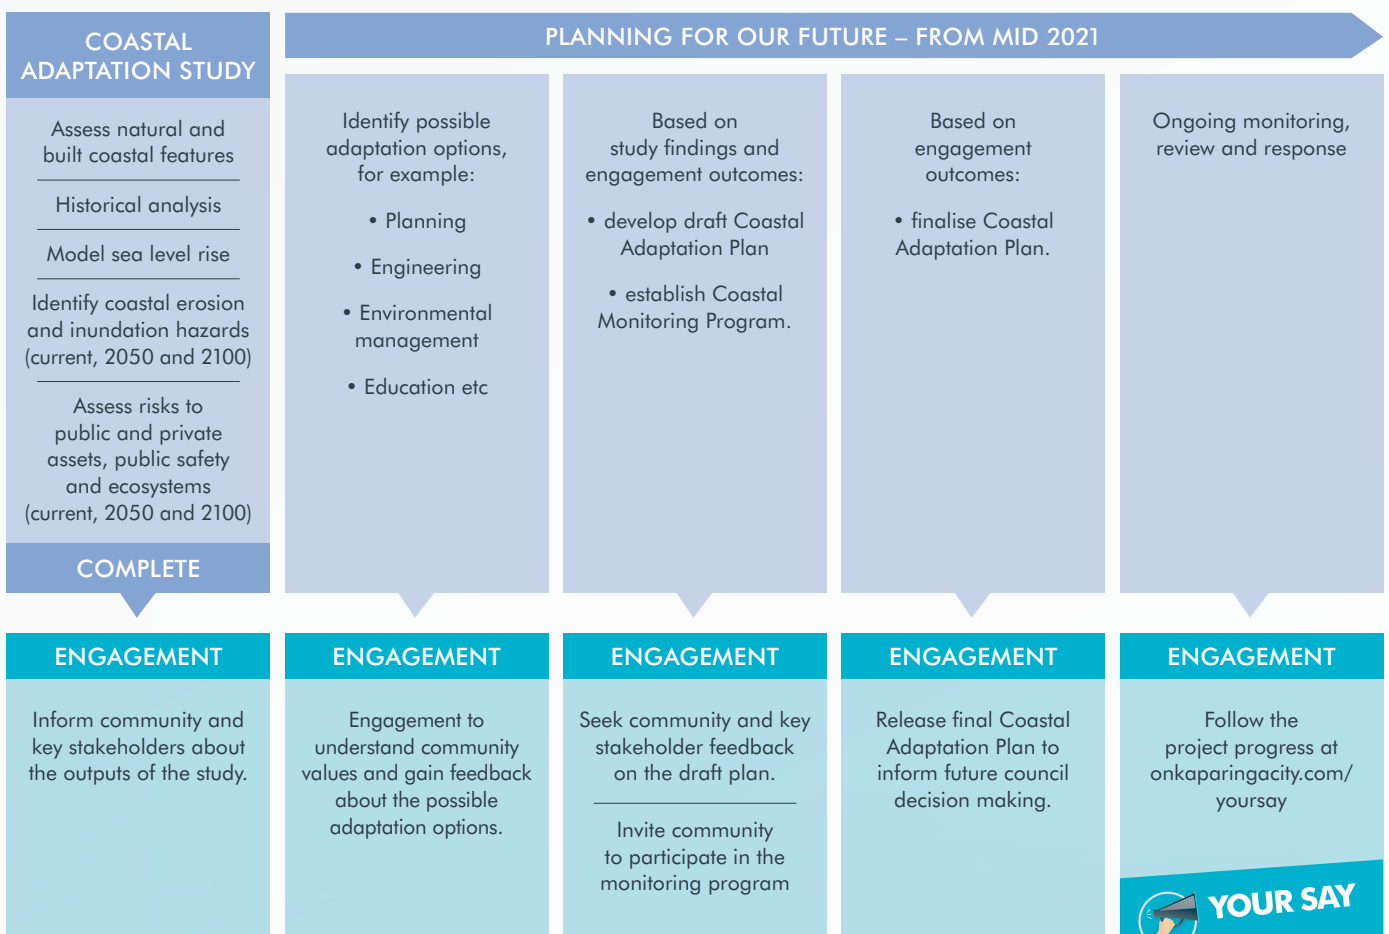 COASTAL
ADAPTATION STUDY
Assess natural and
built coastal features
Historical analysis
Model sea level rise
Identify coastal erosion
and inundation hazards
(current, 2050 and 2100)
Assess risks to
public and private
assets, public safety
and ecosystems
(current, 2050 and 2100)
COMPLETE
PLANNING FOR OUR FUTURE – FROM MID 2021
Identify possible
adaptation options,
for example:
• Planning
• Engineering
• Environmental
management
• Education etc
Based on
study findings and
engagement outcomes:
• develop draft Coastal
Adaptation Plan
• establish Coastal
Monitoring Program.
Based on
engagement
outcomes:
• finalise Coastal
Adaptation Plan.
Ongoing monitoring,
review and response
ENGAGEMENT
Inform community and
key stakeholders about
the outputs of the study.
ENGAGEMENT
Engagement to
understand community
values and gain feedback
about the possible
adaptation options.
ENGAGEMENT
Seek community and key
stakeholder feedback
on the draft plan.
Invite community
to participate in the
monitoring program
ENGAGEMENT
Release final Coastal
Adaptation Plan to
inform future council
decision making.
ENGAGEMENT
Follow the
project progress at
onkaparingacity.com/
yoursay
YOUR SAY